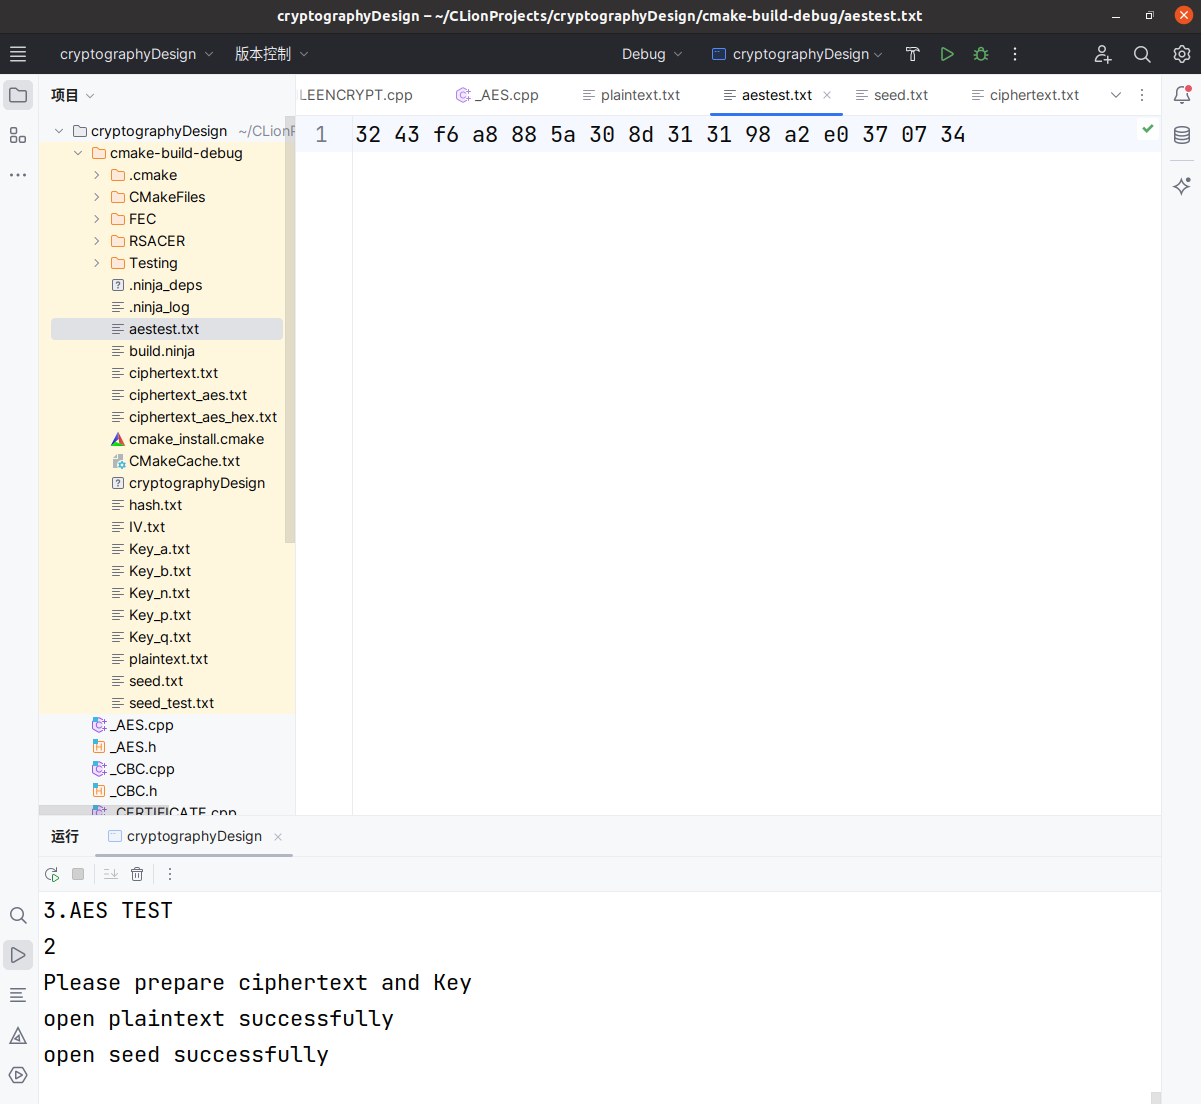 cryptographyDesign – ~/CLionProjects/cryptographyDesign/cmake-build-debug/aestest.txt
cryptographyDesign 版本控制 Debug cryptographyDesign
项目
LEENCRYPT.cpp _AES.cpp plaintext.txt aestest.txt seed.txt ciphertext.txt
1 32 43 f6 a8 88 5a 30 8d 31 31 98 a2 e0 37 07 34
cryptographyDesign ~/CLionP
cmake-build-debug
.cmake
CMakeFiles
FEC
RSACER
Testing
.ninja_deps
.ninja_log
aestest.txt
build.ninja
ciphertext.txt
ciphertext_aes.txt
ciphertext_aes_hex.txt
cmake_install.cmake
CMakeCache.txt
cryptographyDesign
hash.txt
IV.txt
Key_a.txt
Key_b.txt
Key_n.txt
Key_p.txt
Key_q.txt
plaintext.txt
seed.txt
seed_test.txt
_AES.cpp
_AES.h
_CBC.cpp
_CBC.h
_CERTIFICATE.cpp
运行 cryptographyDesign
3.AES TEST
2
Please prepare ciphertext and Key
open plaintext successfully
open seed successfully